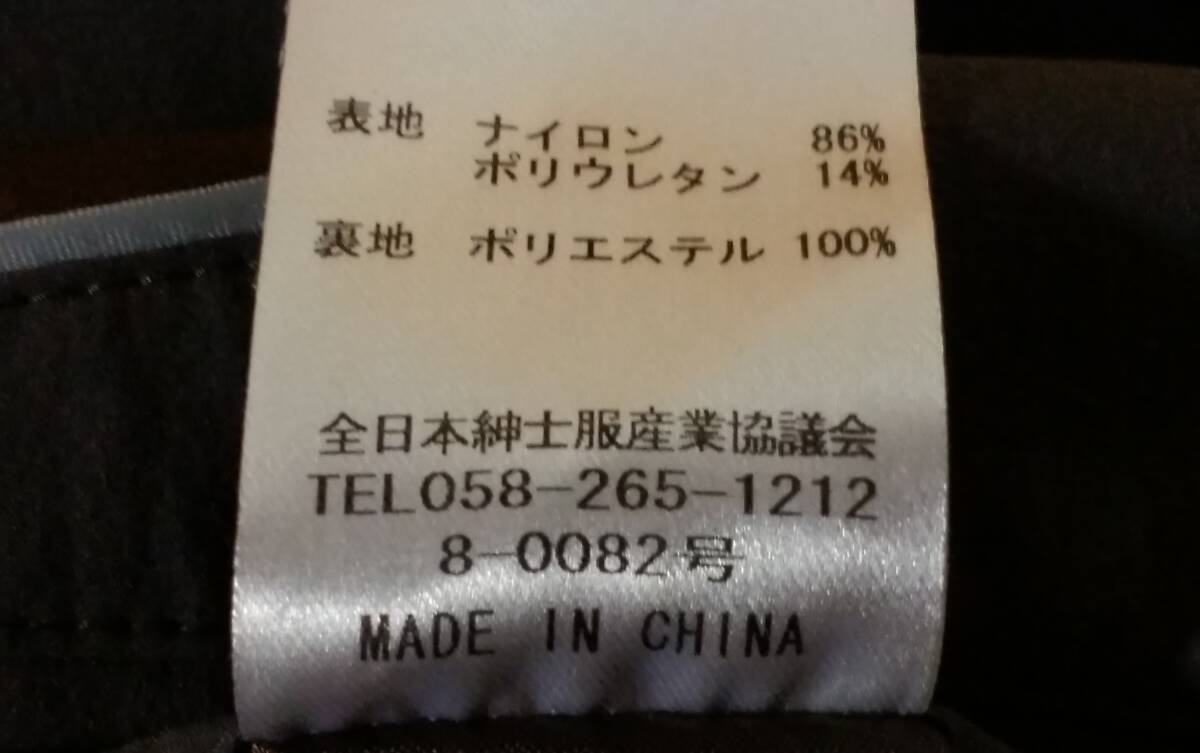 表地 ナイロン 86%
ポリウレタン 14%
裏地 ポリエステル 100%
全日本紳士服産業協議会
TEL058-265-1212
8-0082号
MADE IN CHINA